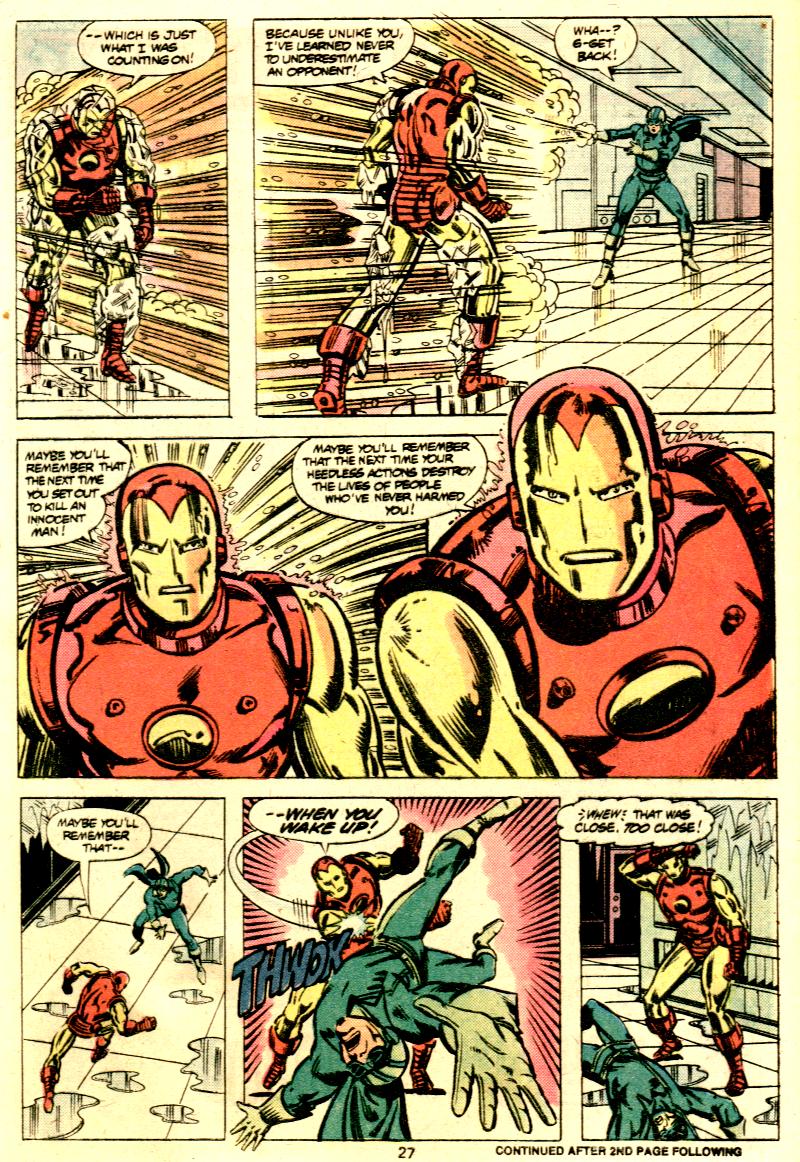 -- WHICH IS JUST
WHAT I WAS
COUNTING ON!
BECAUSE UNLIKE YOU,
I'VE LEARNED NEVER
TO UNDERESTIMATE
AN OPPONENT!
WHA--?
G-GET
BACK!
MAYBE YOU'LL
REMEMBER THAT
THE NEXT TIME
YOU SET OUT
TO KILL AN
INNOCENT
MAN!
MAYBE YOU'LL REMEMBER
THAT THE NEXT TIME YOUR
HEEDLESS ACTIONS DESTROY
THE LIVES OF PEOPLE
WHO'VE NEVER HARMED
YOU!
MAYBE YOU'LL
REMEMBER
THAT--
--WHEN YOU
WAKE UP!
THWOK
:WHEW: THAT WAS
CLOSE, TOO CLOSE!
27
CONTINUED AFTER 2ND PAGE FOLLOWING